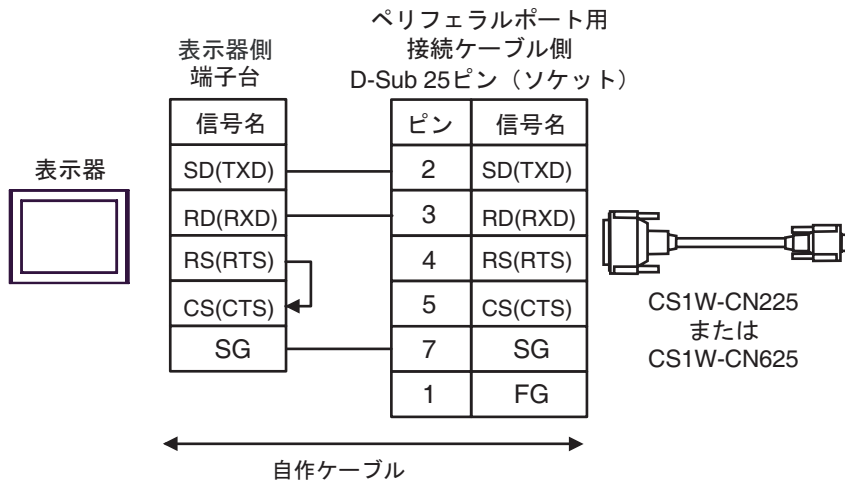 ペリフェラルポート用
接続ケーブル側
D-Sub 25ピン（ソケット）
表示器側
端子台
表示器
信号名
SD(TXD)
RD(RXD)
RS(RTS)
CS(CTS)
SG
ピン 信号名
2 SD(TXD)
3 RD(RXD)
4 RS(RTS)
5 CS(CTS)
7 SG
1 FG
CS1W-CN225
または
CS1W-CN625
自作ケーブル